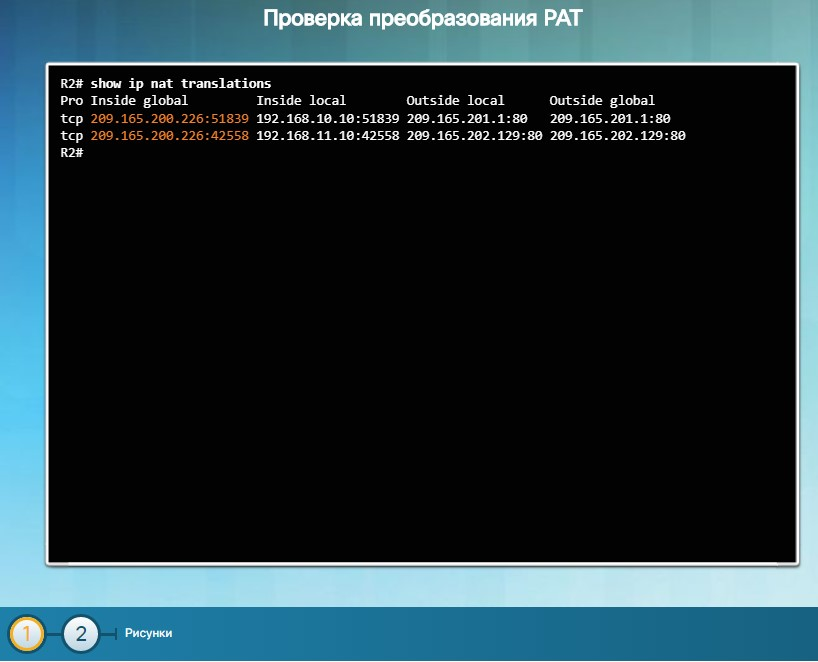 Проверка преобразования PAT
R2# show ip nat translations
Pro Inside global         Inside local        Outside local      Outside global
tcp 209.165.200.226:51839 192.168.10.10:51839 209.165.201.1:80   209.165.201.1:80
tcp 209.165.200.226:42558 192.168.11.10:42558 209.165.202.129:80 209.165.202.129:80
R2#
1 2 Рисунки